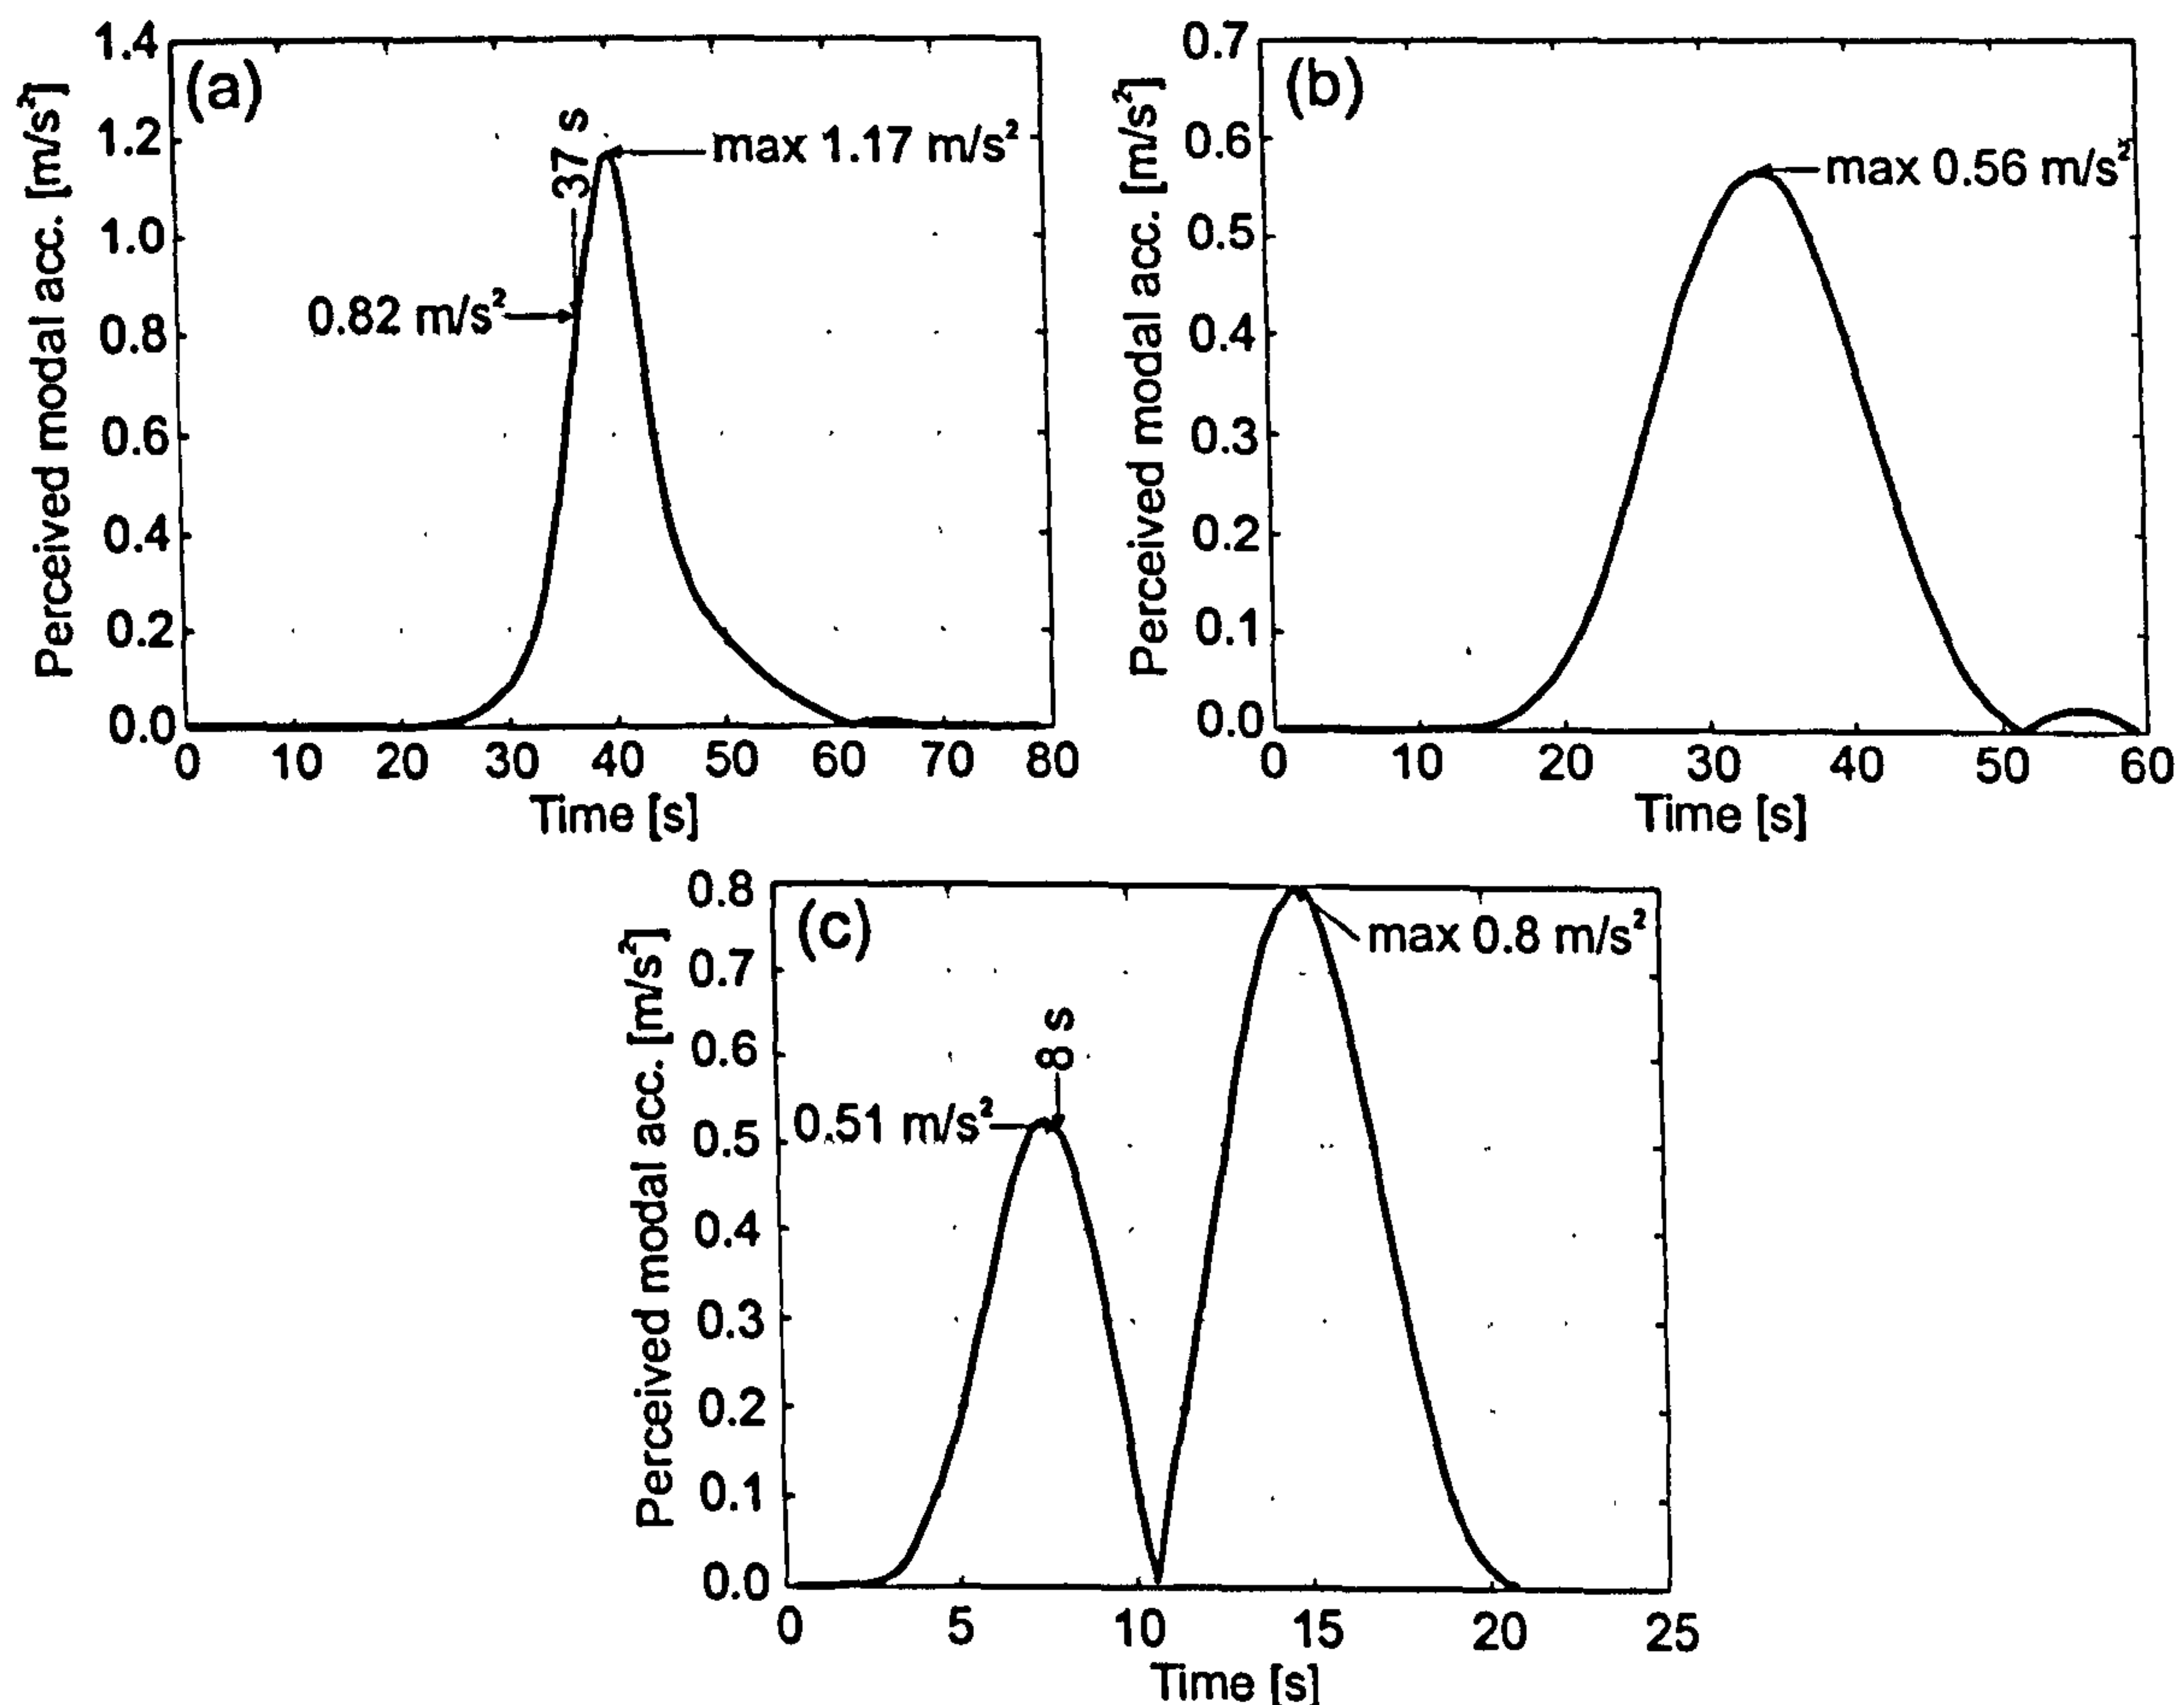 (a)
Perceived modal acc. [m/s²]
1.4
1.2
1.0
0.8
0.6
0.4
0.2
0.0
37 s
max 1.17 m/s²
0.82 m/s²
0 10 20 30 40 50 60 70 80
Time [s]
(b)
Perceived modal acc. [m/s²]
0.7
0.6
0.5
0.4
0.3
0.2
0.1
0.0
max 0.56 m/s²
0 10 20 30 40 50 60
Time [s]
(c)
Perceived modal acc. [m/s²]
0.8
0.7
0.6
0.5
0.4
0.3
0.2
0.1
0.0
max 0.8 m/s²
8 s
0.51 m/s²
0 5 10 15 20 25
Time [s]